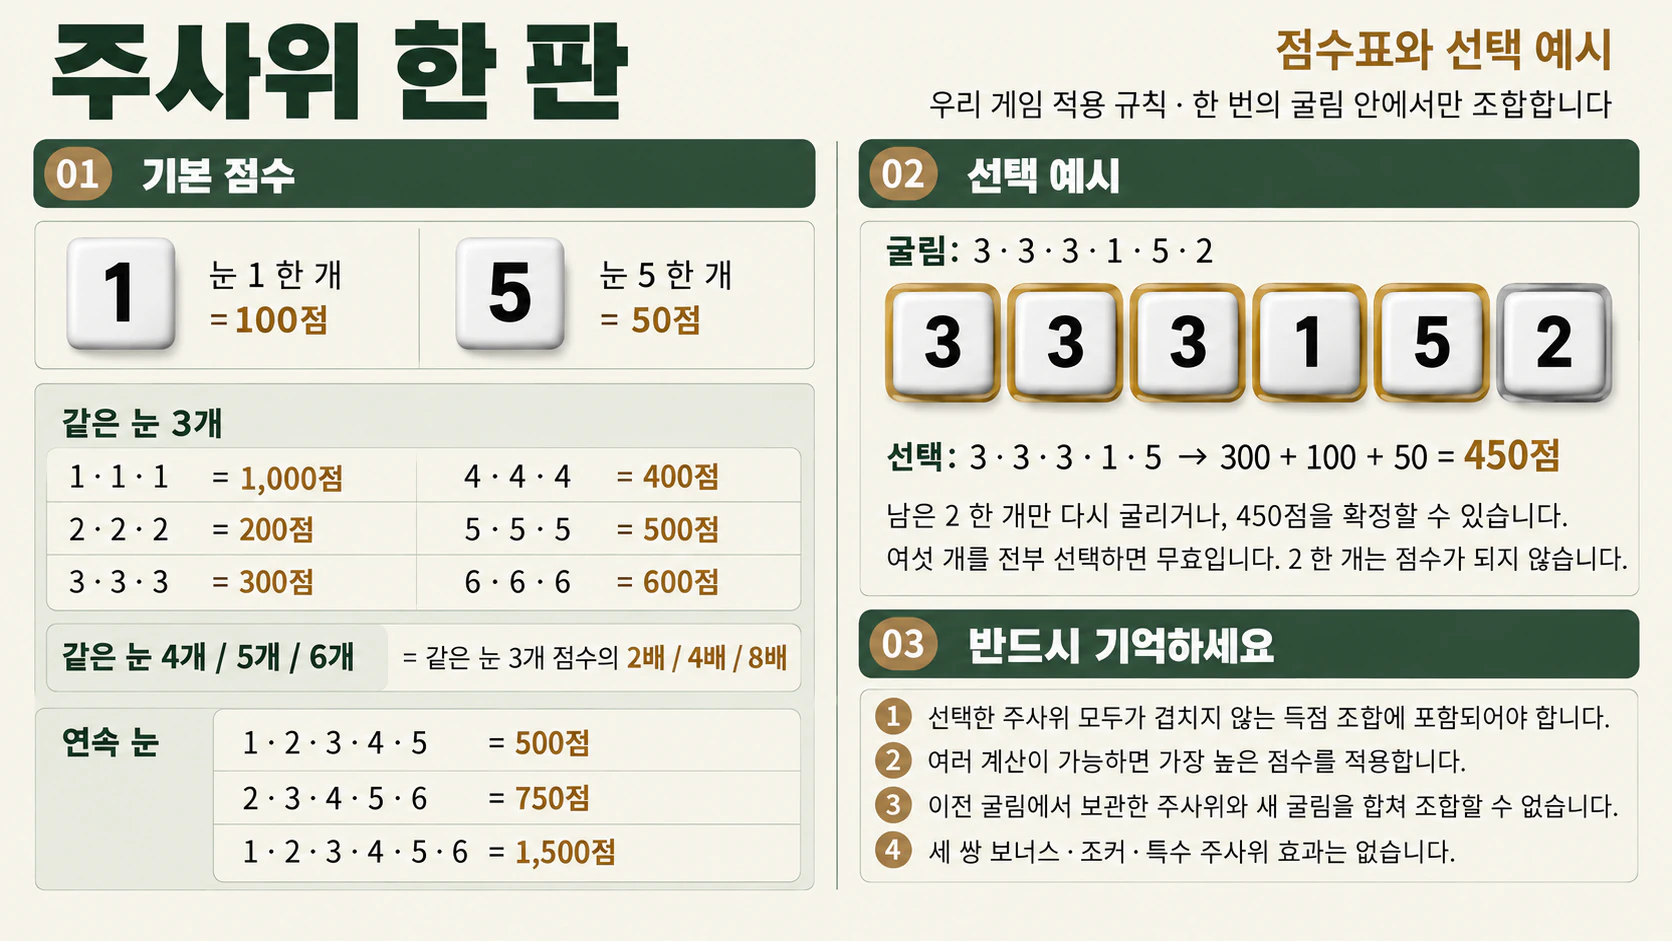 주사위 한 판
점수표와 선택 예시
우리 게임 적용 규칙 · 한 번의 굴림 안에서만 조합합니다
01 기본 점수
1
눈 1 한 개
= 100점
5
눈 5 한 개
= 50점
같은 눈 3개
1 · 1 · 1 = 1,000점
4 · 4 · 4 = 400점
2 · 2 · 2 = 200점
5 · 5 · 5 = 500점
3 · 3 · 3 = 300점
6 · 6 · 6 = 600점
같은 눈 4개 / 5개 / 6개 = 같은 눈 3개 점수의 2배 / 4배 / 8배
연속 눈
1 · 2 · 3 · 4 · 5 = 500점
2 · 3 · 4 · 5 · 6 = 750점
1 · 2 · 3 · 4 · 5 · 6 = 1,500점
02 선택 예시
굴림: 3 · 3 · 3 · 1 · 5 · 2
3 3 3 1 5 2
선택: 3 · 3 · 3 · 1 · 5 → 300 + 100 + 50 = 450점
남은 2 한 개만 다시 굴리거나, 450점을 확정할 수 있습니다.
여섯 개를 전부 선택하면 무효입니다. 2 한 개는 점수가 되지 않습니다.
03 반드시 기억하세요
1 선택한 주사위 모두가 겹치지 않는 득점 조합에 포함되어야 합니다.
2 여러 계산이 가능하면 가장 높은 점수를 적용합니다.
3 이전 굴림에서 보관한 주사위와 새 굴림을 합쳐 조합할 수 없습니다.
4 세 쌍 보너스 · 조커 · 특수 주사위 효과는 없습니다.